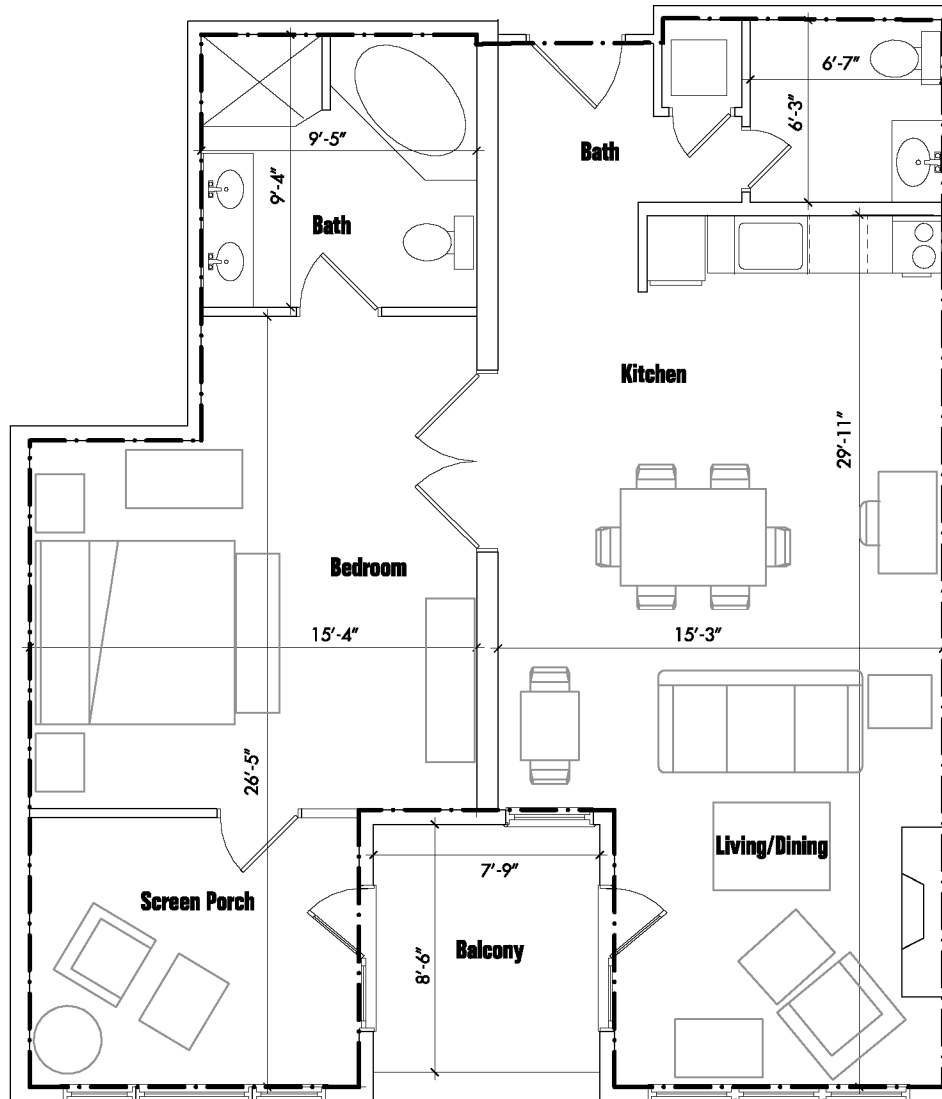 6'-7"
6'-3"
9'-5"
Bath
9'-4"
Bath
Kitchen
29'-11"
Bedroom
15'-4"
15'-3"
26'-5"
Living/Dining
7'-9"
Screen Porch
Balcony
8'-6"